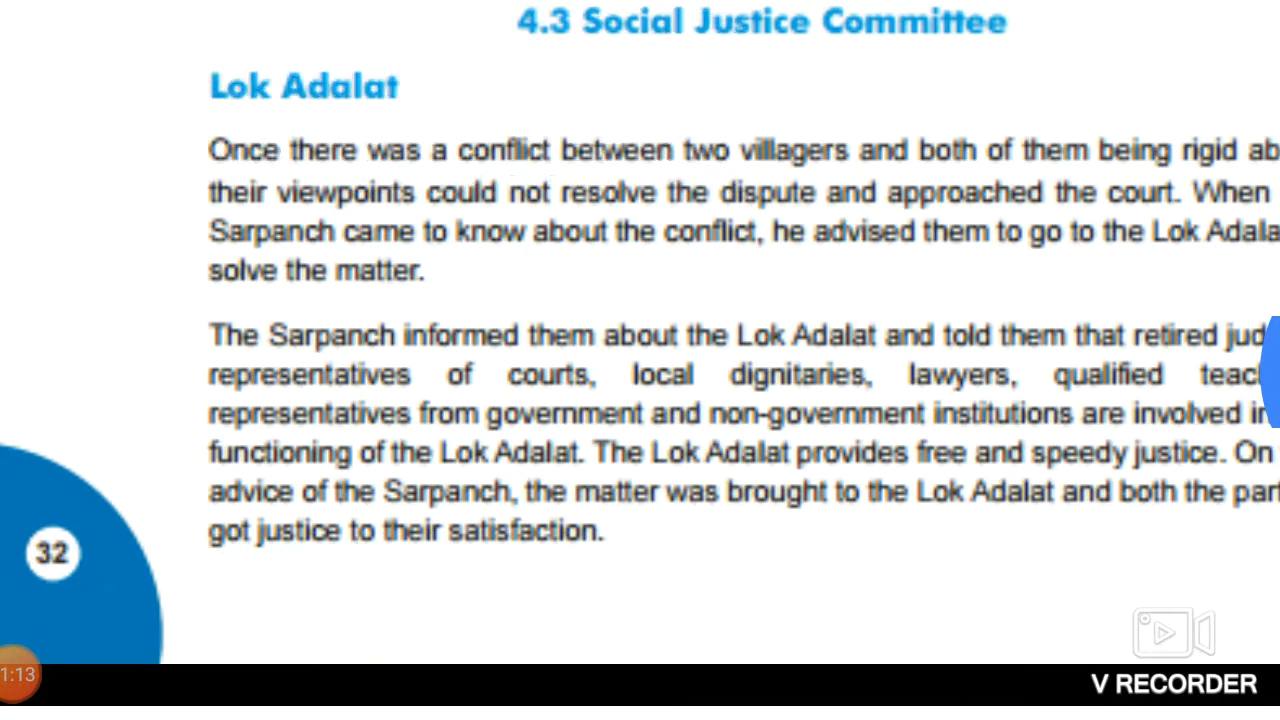 4.3 Social Justice Committee
Lok Adalat
Once there was a conflict between two villagers and both of them being rigid ab
their viewpoints could not resolve the dispute and approached the court. When
Sarpanch came to know about the conflict, he advised them to go to the Lok Adala
solve the matter.
The Sarpanch informed them about the Lok Adalat and told them that retired jud
representatives of courts, local dignitaries, lawyers, qualified teac
representatives from government and non-government institutions are involved in
functioning of the Lok Adalat. The Lok Adalat provides free and speedy justice. On
advice of the Sarpanch, the matter was brought to the Lok Adalat and both the part
got justice to their satisfaction.
32
1:13
V RECORDER